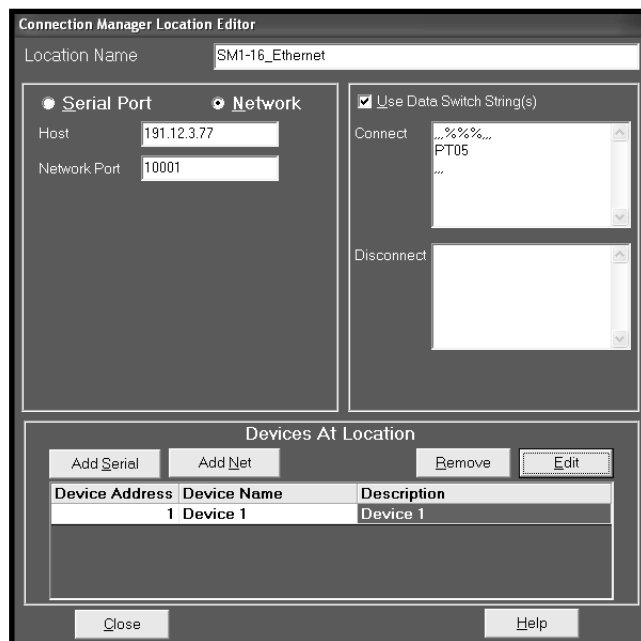 Connection Manager Location Editor
Location Name SM1-16_Ethernet
Serial Port Network
Host 191.12.3.77
Network Port 10001
Use Data Switch String(s)
Connect ,,,%%%,,,
PT05
,,,
Disconnect
Devices At Location
Add Serial Add Net Remove Edit
Device Address Device Name Description
1 Device 1 Device 1
Close Help